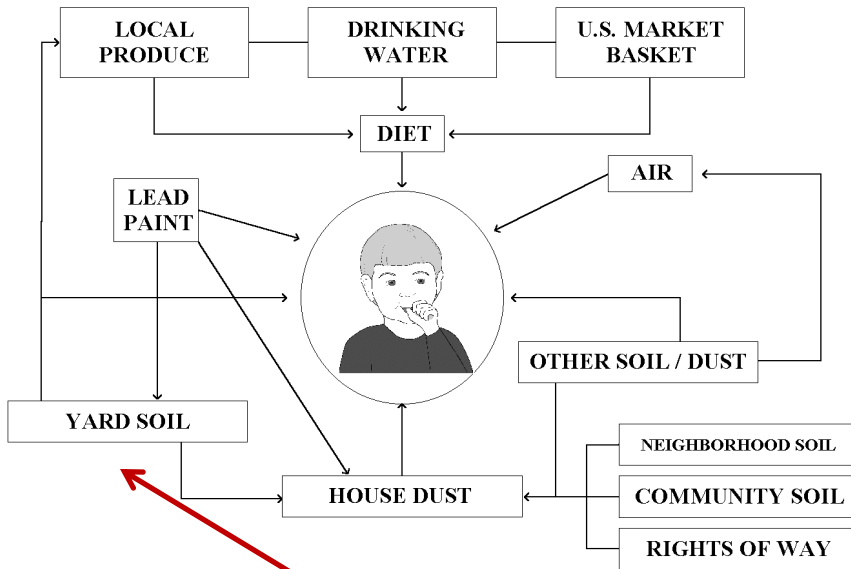 LOCAL
PRODUCE
DRINKING
WATER
U.S. MARKET
BASKET
DIET
AIR
LEAD
PAINT
OTHER SOIL / DUST
YARD SOIL
NEIGHBORHOOD SOIL
HOUSE DUST
COMMUNITY SOIL
RIGHTS OF WAY